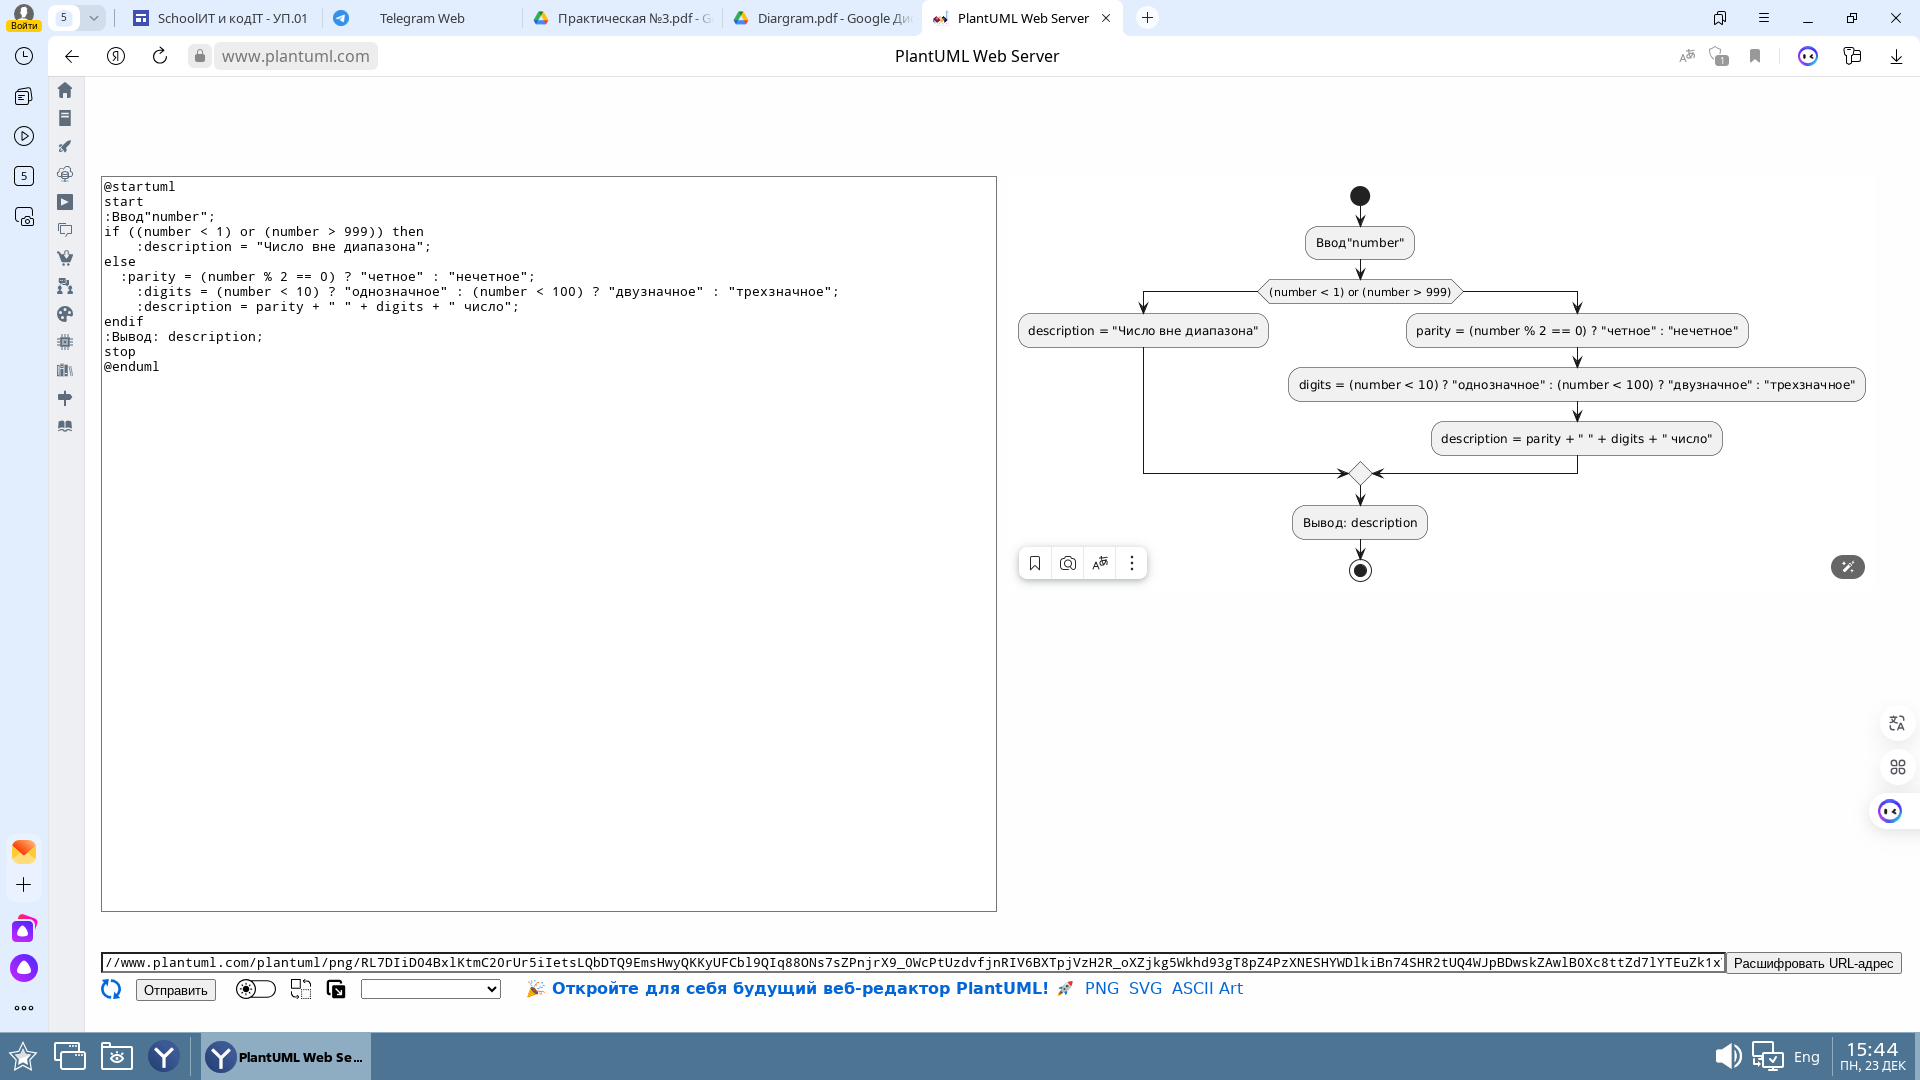 Войти
5
SchoolИТ и кодIT - УП.01
Telegram Web
Практическая №3.pdf - G
Diargram.pdf - Google Ди
PlantUML Web Server
www.plantuml.com
PlantUML Web Server
1
5
@startuml
start
:Ввод"number";
if ((number < 1) or (number > 999)) then
:description = "Число вне диапазона";
else
:parity = (number % 2 == 0) ? "четное" : "нечетное";
:digits = (number < 10) ? "однозначное" : (number < 100) ? "двузначное" : "трехзначное";
:description = parity + " " + digits + " число";
endif
:Вывод: description;
stop
@enduml
Ввод"number"
(number < 1) or (number > 999)
description = "Число вне диапазона"
parity = (number % 2 == 0) ? "четное" : "нечетное"
digits = (number < 10) ? "однозначное" : (number < 100) ? "двузначное" : "трехзначное"
description = parity + " " + digits + " число"
Вывод: description
Расшифровать URL-адрес
Отправить
Откройте для себя будущий веб-редактор PlantUML! PNG SVG ASCII Art
PlantUML Web Se...
Eng
15:44
ПН, 23 ДЕК